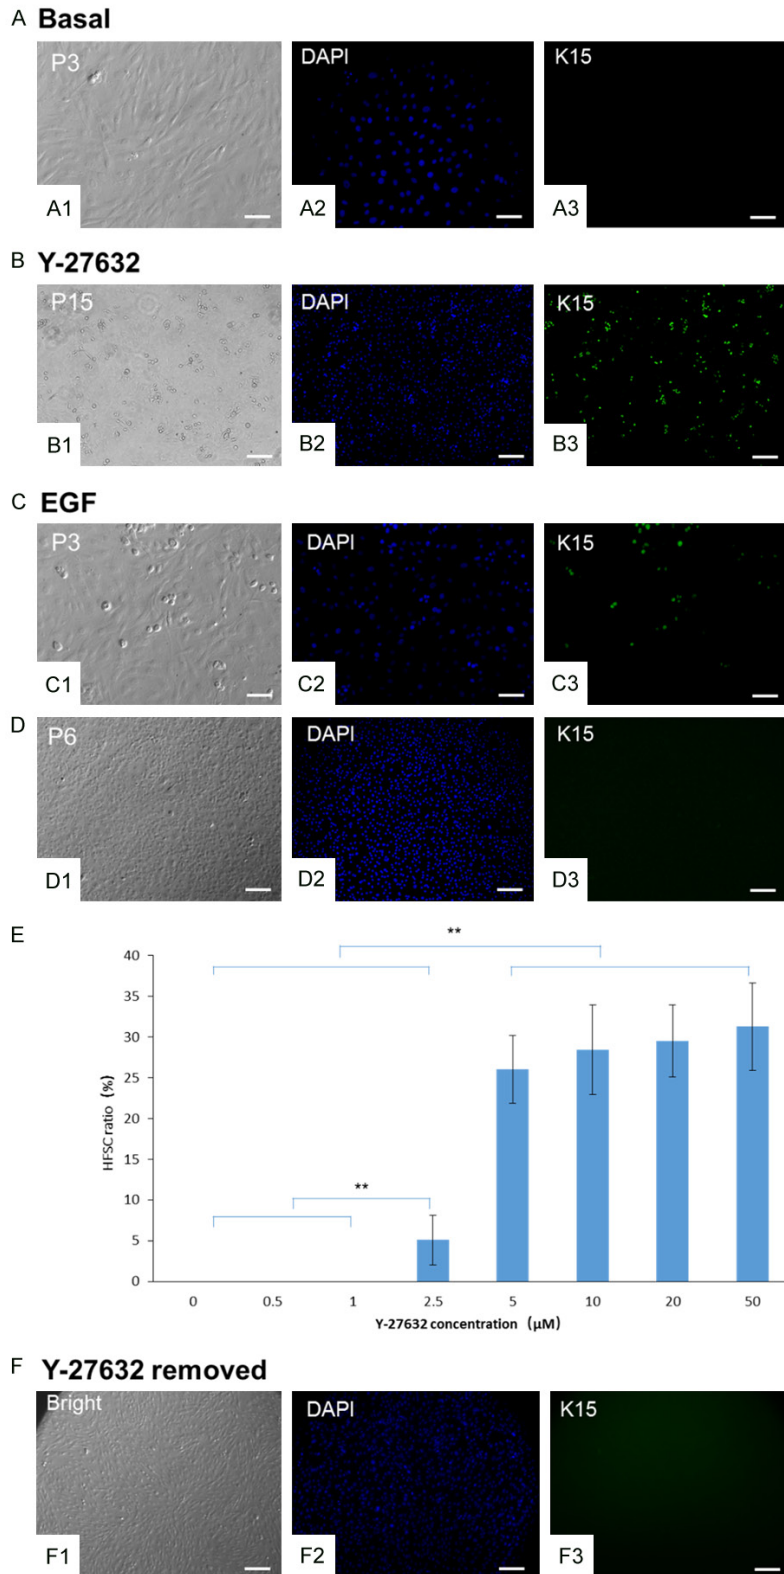 A Basal
P3 DAPI K15
A1 A2 A3
B Y-27632
P15 DAPI K15
B1 B2 B3
C EGF
P3 DAPI K15
C1 C2 C3
D
P6 DAPI K15
D1 D2 D3
E
**
40
35
30
25
20
15
10
5
0
HFSC ratio (%)
**
0 0.5 1 2.5 5 10 20 50
Y-27632 concentration (μM)
F Y-27632 removed
Bright DAPI K15
F1 F2 F3